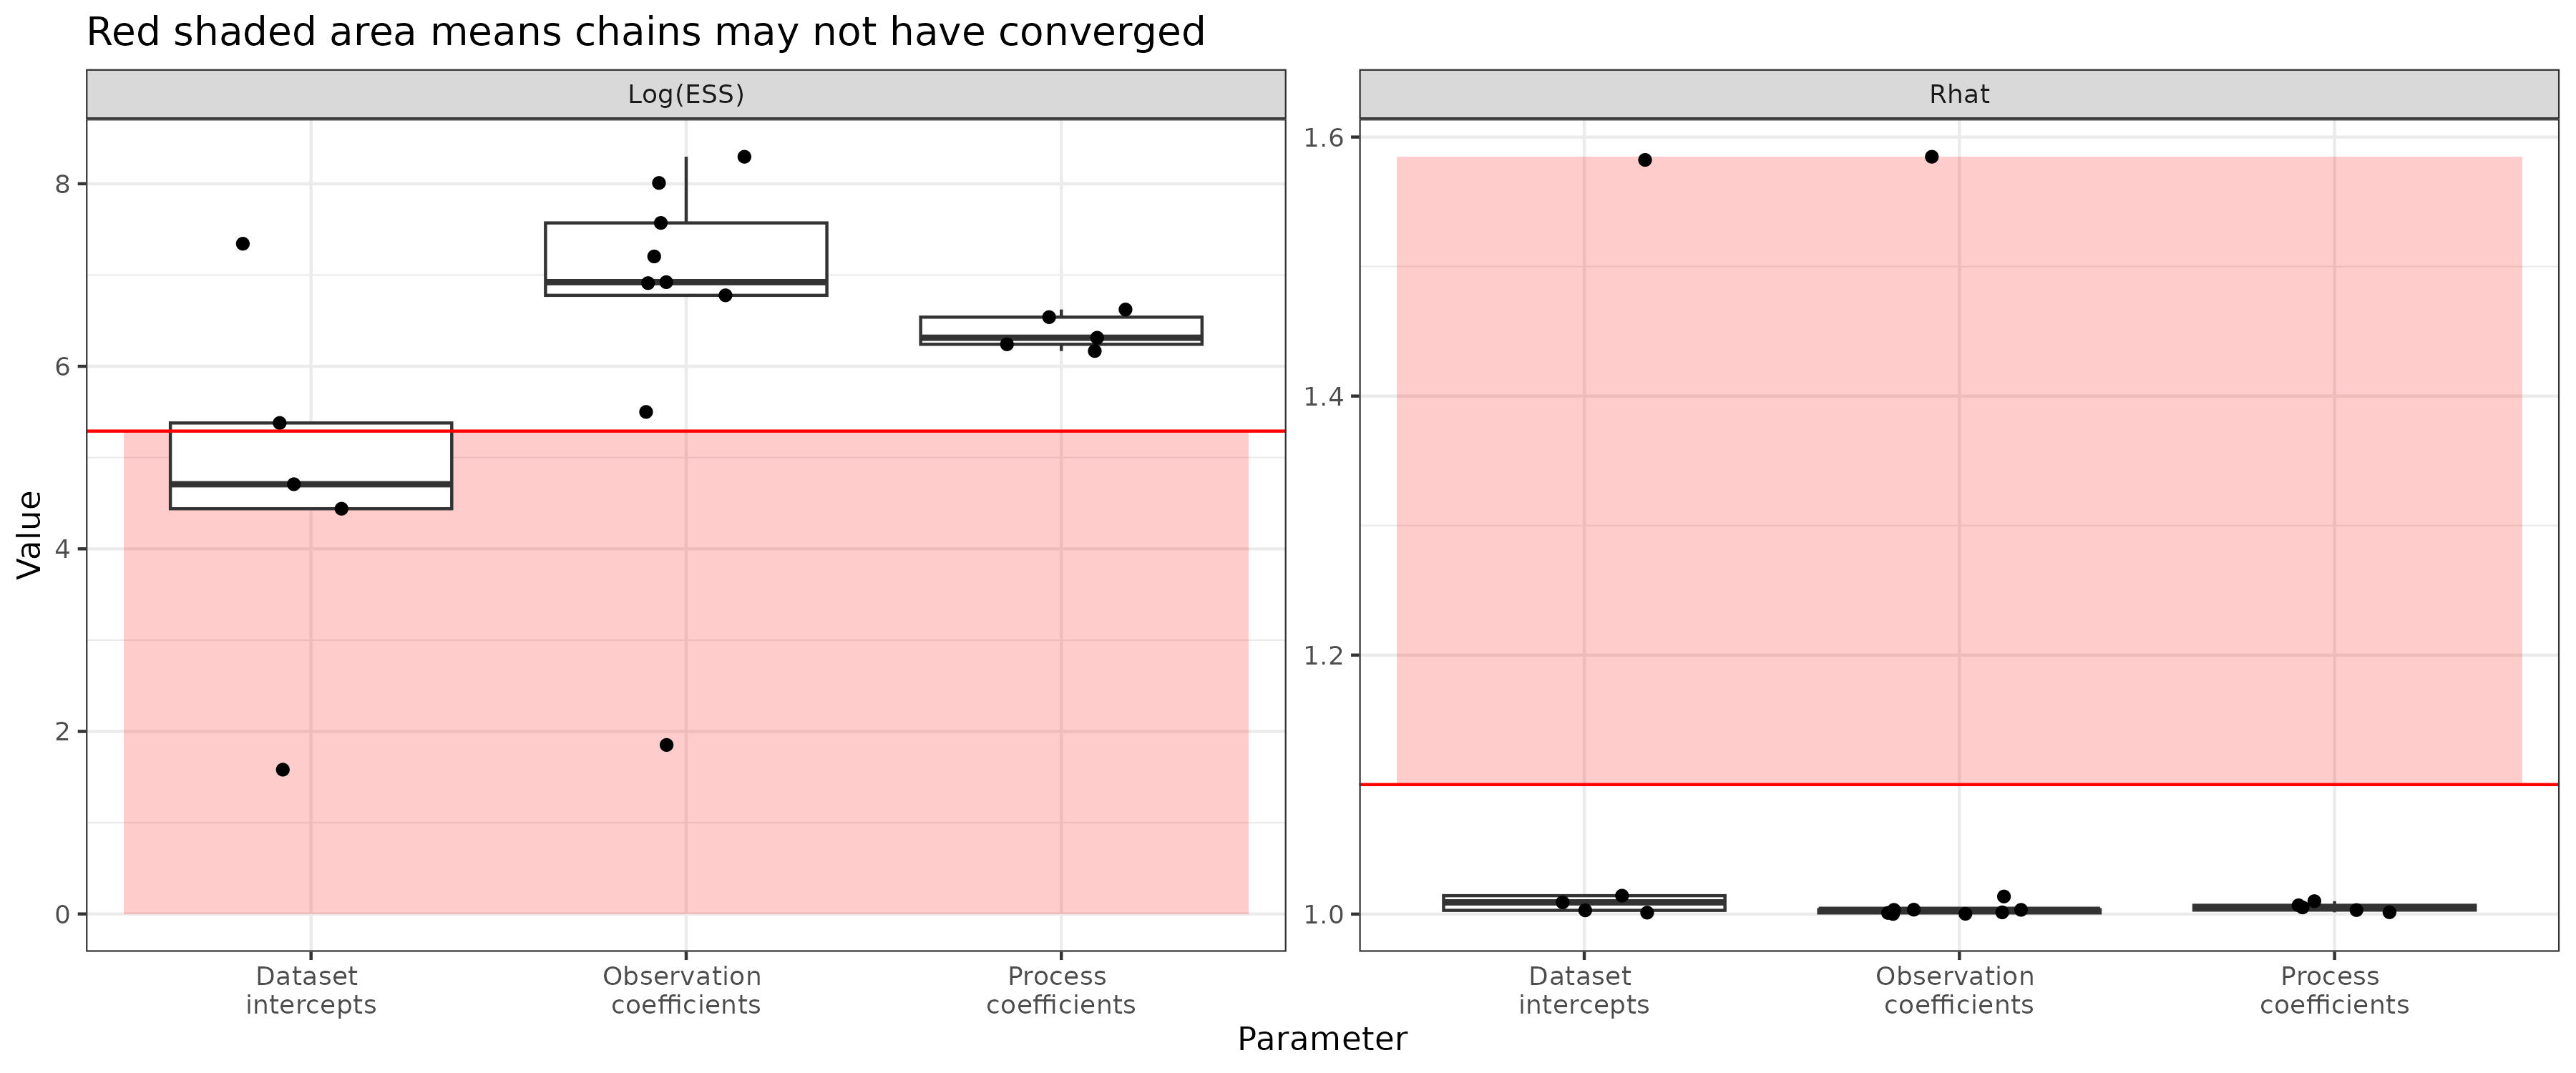 Red shaded area means chains may not have converged
Log(ESS)
Rhat
Value
8
6
4
2
0
1.6
1.4
1.2
1.0
Dataset
intercepts
Observation
coefficients
Process
coefficients
Dataset
intercepts
Observation
coefficients
Process
coefficients
Parameter